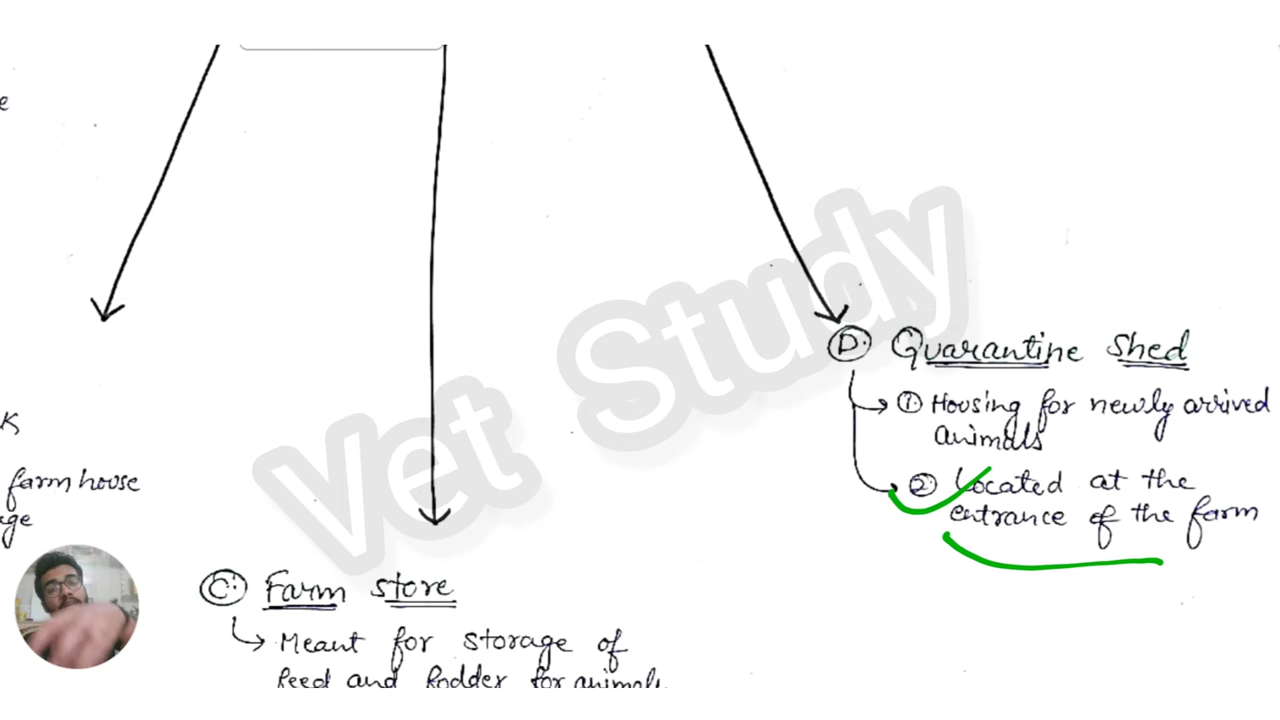 D. Quarantine shed
① Housing for newly arrived
animals
② Located at the
entrance of the farm
farm house
C. Farm store
Meant for storage of
feed and fodder for animals
Vet Study